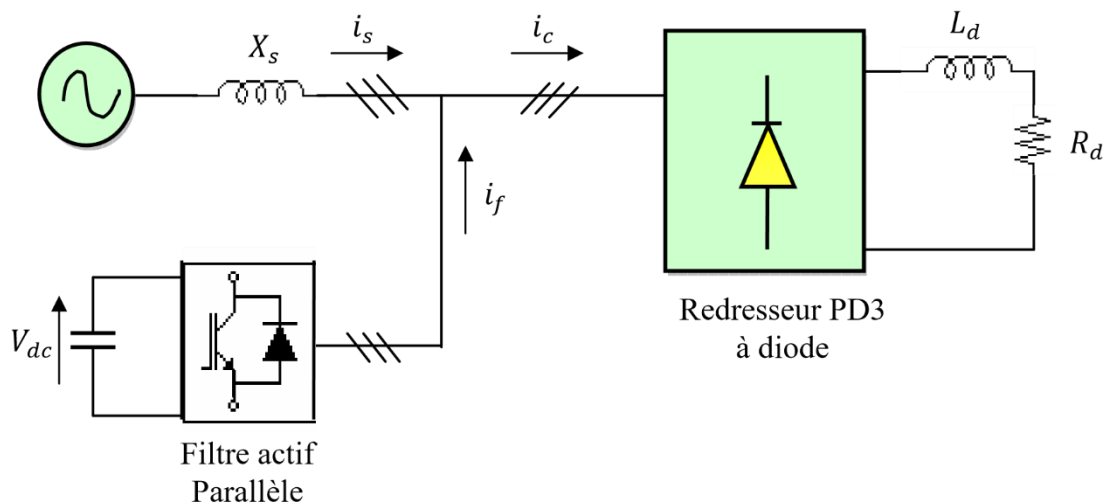 X_s
i_s
i_c
L_d
R_d
i_f
V_dc
Redresseur PD3
à diode
Filtre actif
Parallèle